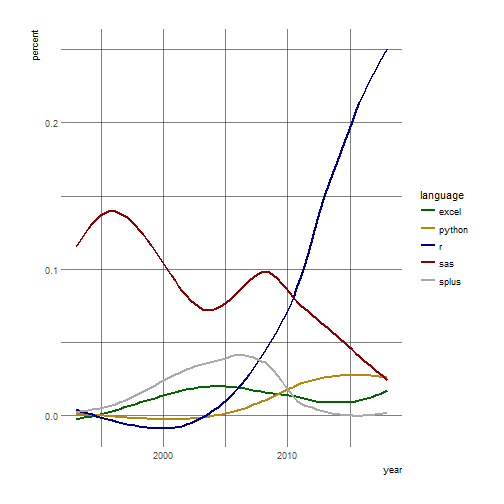 percent
0.2
0.1
0.0
2000 2010
year
language
excel
python
r
sas
splus